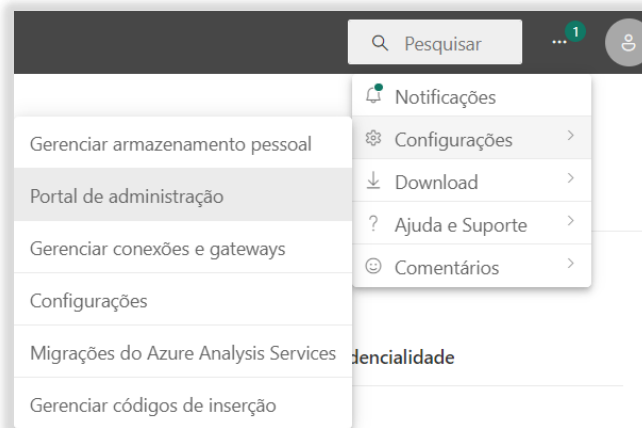 Pesquisar
... 1
Notificações
Configurações
Download
? Ajuda e Suporte
Comentários
Gerenciar armazenamento pessoal
Portal de administração
Gerenciar conexões e gateways
Configurações
Migrações do Azure Analysis Services
Gerenciar códigos de inserção
dencialidade